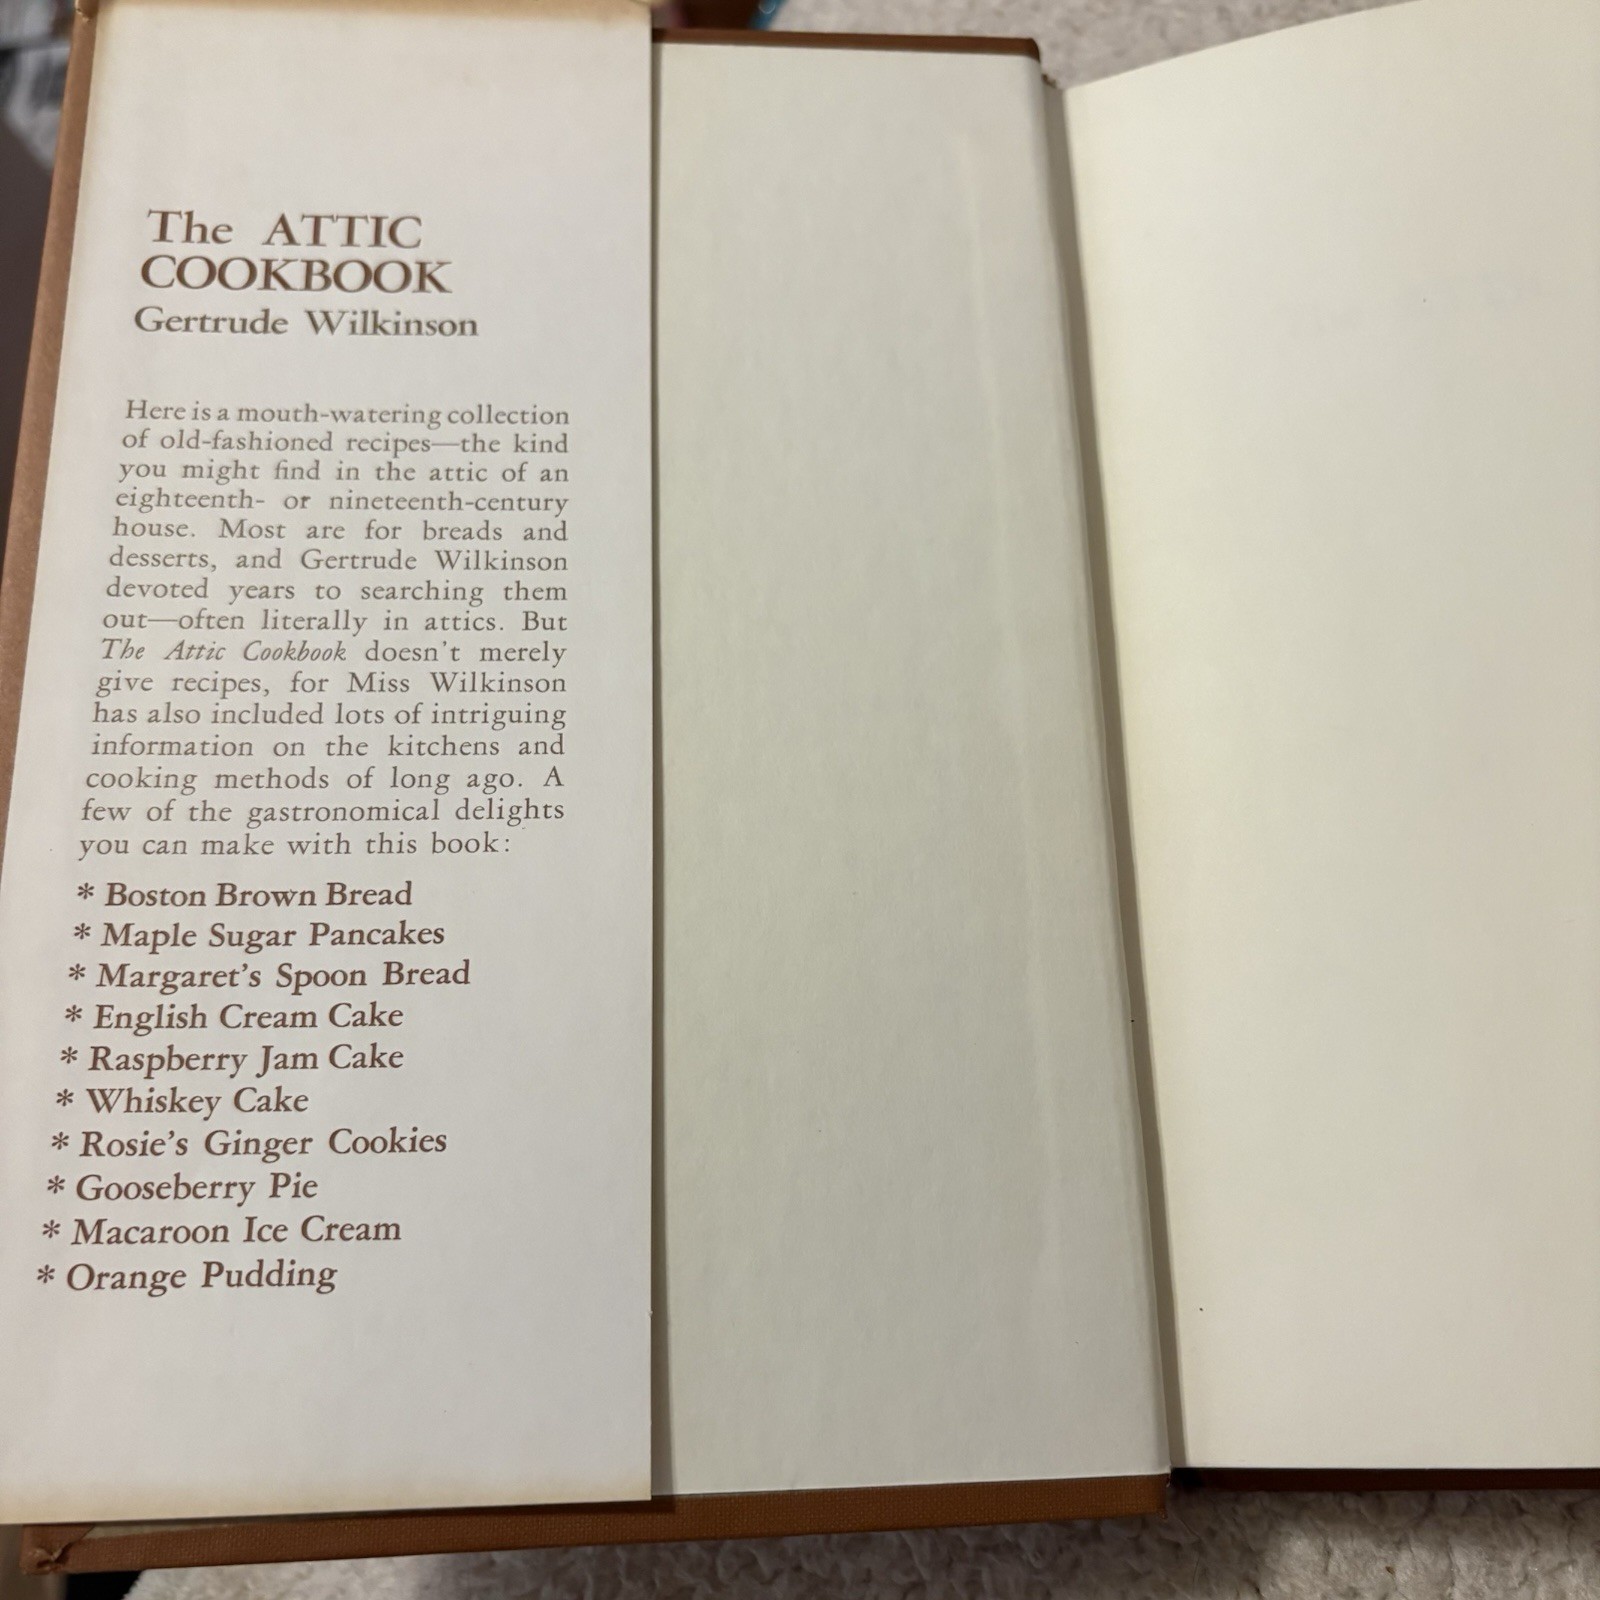 The ATTIC
COOKBOOK
Gertrude Wilkinson
Here is a mouth-watering collection
of old-fashioned recipes—the kind
you might find in the attic of an
eighteenth- or nineteenth-century
house. Most are for breads and
desserts, and Gertrude Wilkinson
devoted years to searching them
out—often literally in attics. But
The Attic Cookbook doesn't merely
give recipes, for Miss Wilkinson
has also included lots of intriguing
information on the kitchens and
cooking methods of long ago. A
few of the gastronomical delights
you can make with this book:
* Boston Brown Bread
* Maple Sugar Pancakes
* Margaret's Spoon Bread
* English Cream Cake
* Raspberry Jam Cake
* Whiskey Cake
* Rosie's Ginger Cookies
* Gooseberry Pie
* Macaroon Ice Cream
* Orange Pudding